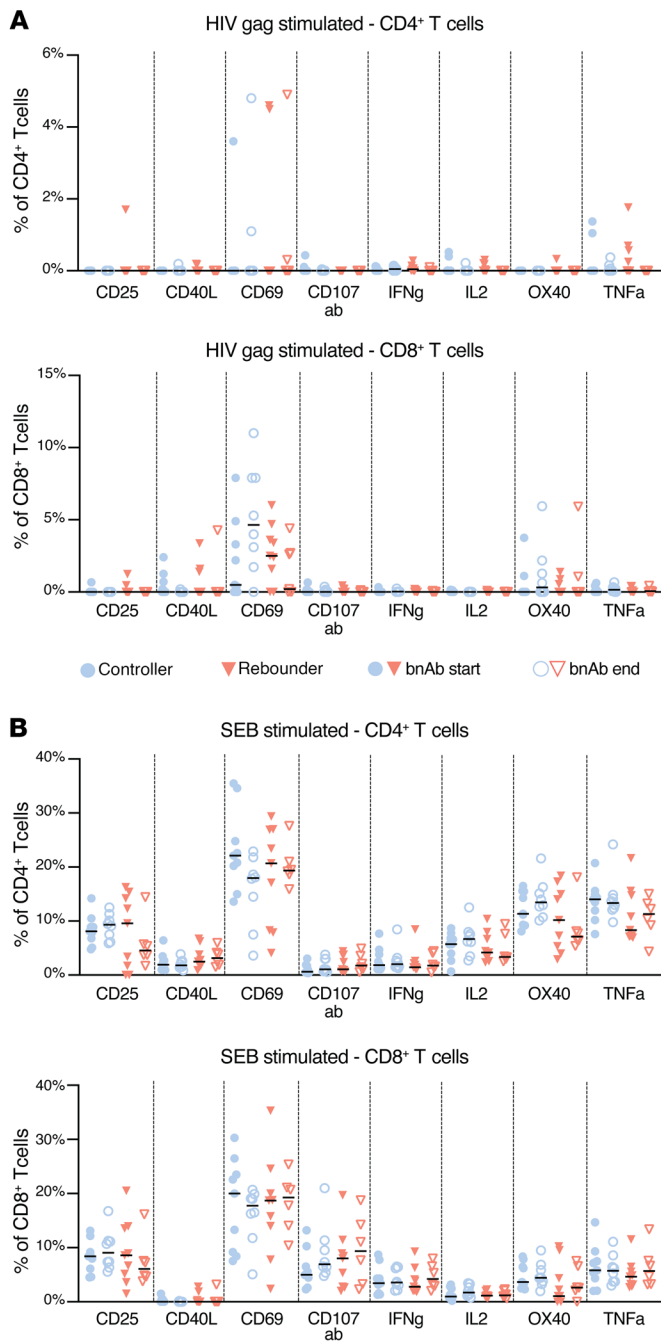 A
HIV gag stimulated - CD4+ T cells
% of CD4+ Tcells
6%
4%
2%
0%
CD25 CD40L CD69 CD107 ab IFNg IL2 OX40 TNFa
HIV gag stimulated - CD8+ T cells
% of CD8+ Tcells
15%
10%
5%
0%
CD25 CD40L CD69 CD107 ab IFNg IL2 OX40 TNFa
Controller Rebounder bnAb start bnAb end
B
SEB stimulated - CD4+ T cells
% of CD4+ Tcells
40%
30%
20%
10%
0%
CD25 CD40L CD69 CD107 ab IFNg IL2 OX40 TNFa
SEB stimulated - CD8+ T cells
% of CD8+ Tcells
40%
30%
20%
10%
0%
CD25 CD40L CD69 CD107 ab IFNg IL2 OX40 TNFa